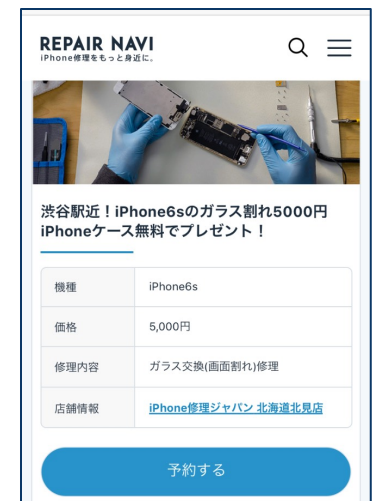 REPAIR NAVI
iPhone修理をもっと身近に。
渋谷駅近！iPhone6sのガラス割れ5000円
iPhoneケース無料でプレゼント！
機種 iPhone6s
価格 5,000円
修理内容 ガラス交換(画面割れ)修理
店舗情報 iPhone修理ジャパン 北海道北見店
予約する